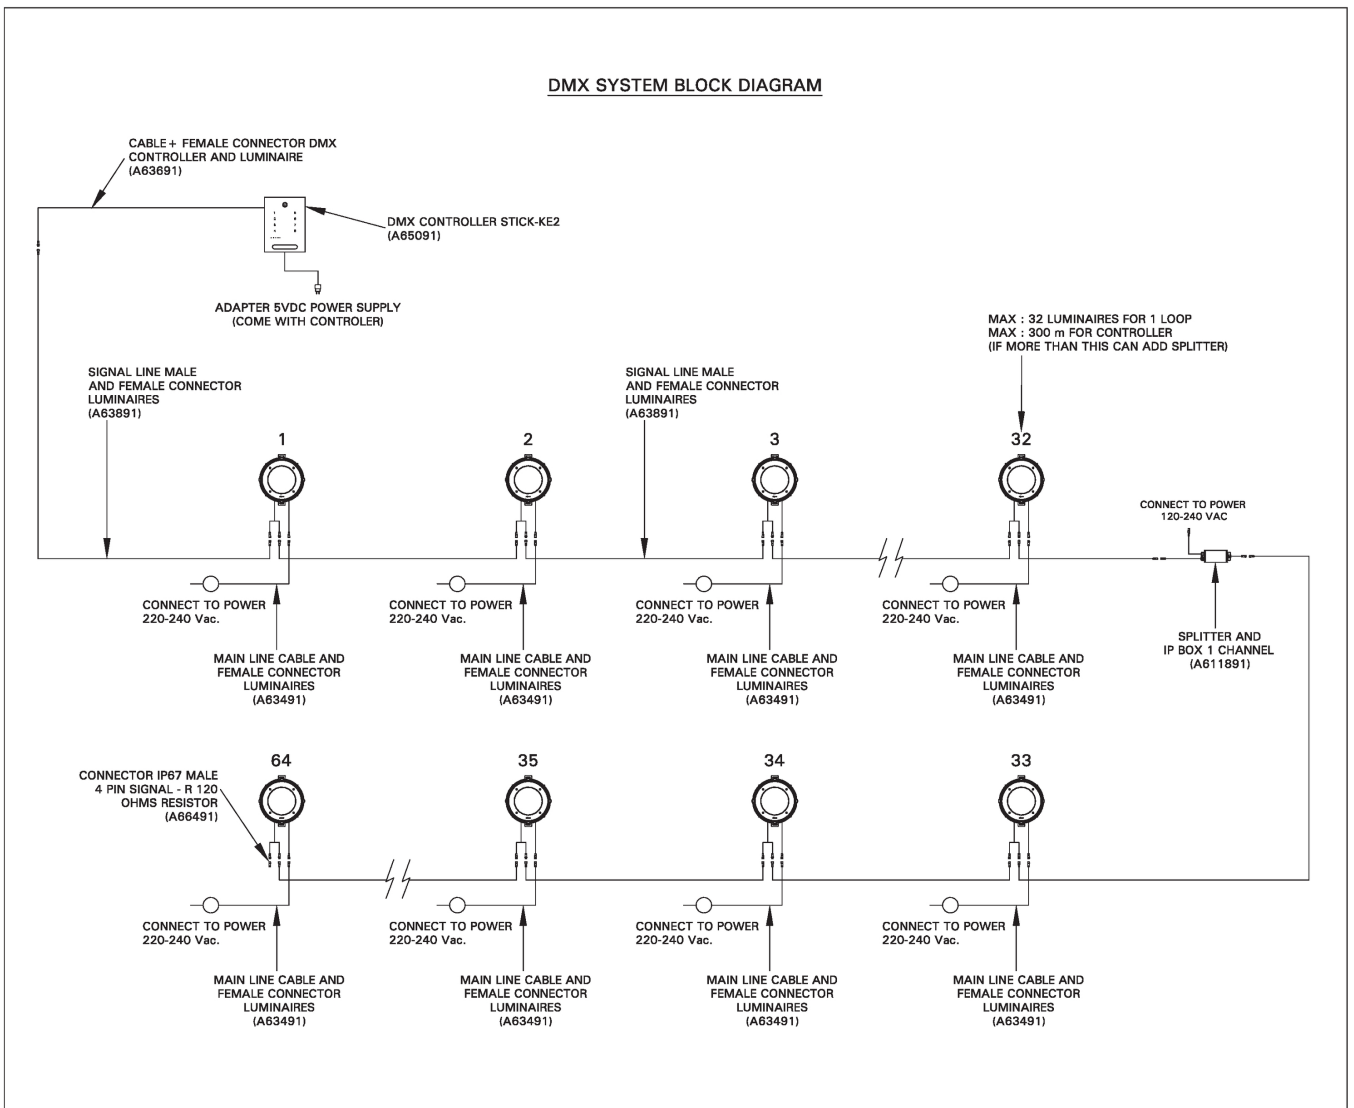 DMX SYSTEM BLOCK DIAGRAM
CABLE+ FEMALE CONNECTOR DMX
CONTROLLER AND LUMINAIRE
(A63691)
DMX CONTROLLER STICK-KE2
(A65091)
ADAPTER 5VDC POWER SUPPLY
(COME WITH CONTROLER)
MAX : 32 LUMINAIRES FOR 1 LOOP
MAX : 300 m FOR CONTROLLER
(IF MORE THAN THIS CAN ADD SPLITTER)
SIGNAL LINE MALE
AND FEMALE CONNECTOR
LUMINAIRES
(A63891)
SIGNAL LINE MALE
AND FEMALE CONNECTOR
LUMINAIRES
(A63891)
1
2
3
32
CONNECT TO POWER
120-240 VAC
CONNECT TO POWER
220-240 Vac.
CONNECT TO POWER
220-240 Vac.
CONNECT TO POWER
220-240 Vac.
CONNECT TO POWER
220-240 Vac.
SPLITTER AND
IP BOX 1 CHANNEL
(A611891)
MAIN LINE CABLE AND
FEMALE CONNECTOR
LUMINAIRES
(A63491)
MAIN LINE CABLE AND
FEMALE CONNECTOR
LUMINAIRES
(A63491)
MAIN LINE CABLE AND
FEMALE CONNECTOR
LUMINAIRES
(A63491)
MAIN LINE CABLE AND
FEMALE CONNECTOR
LUMINAIRES
(A63491)
64
35
34
33
CONNECTOR IP67 MALE
4 PIN SIGNAL - R 120
OHMS RESISTOR
(A66491)
CONNECT TO POWER
220-240 Vac.
CONNECT TO POWER
220-240 Vac.
CONNECT TO POWER
220-240 Vac.
CONNECT TO POWER
220-240 Vac.
MAIN LINE CABLE AND
FEMALE CONNECTOR
LUMINAIRES
(A63491)
MAIN LINE CABLE AND
FEMALE CONNECTOR
LUMINAIRES
(A63491)
MAIN LINE CABLE AND
FEMALE CONNECTOR
LUMINAIRES
(A63491)
MAIN LINE CABLE AND
FEMALE CONNECTOR
LUMINAIRES
(A63491)